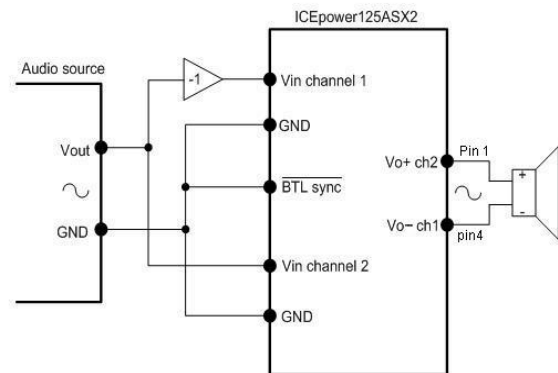 ICEpower125ASX2
Audio source
-1
Vin channel 1
GND
Vout
Vo+ ch2
Pin 1
+
BTL sync
GND
Vo− ch1
-
pin4
Vin channel 2
GND